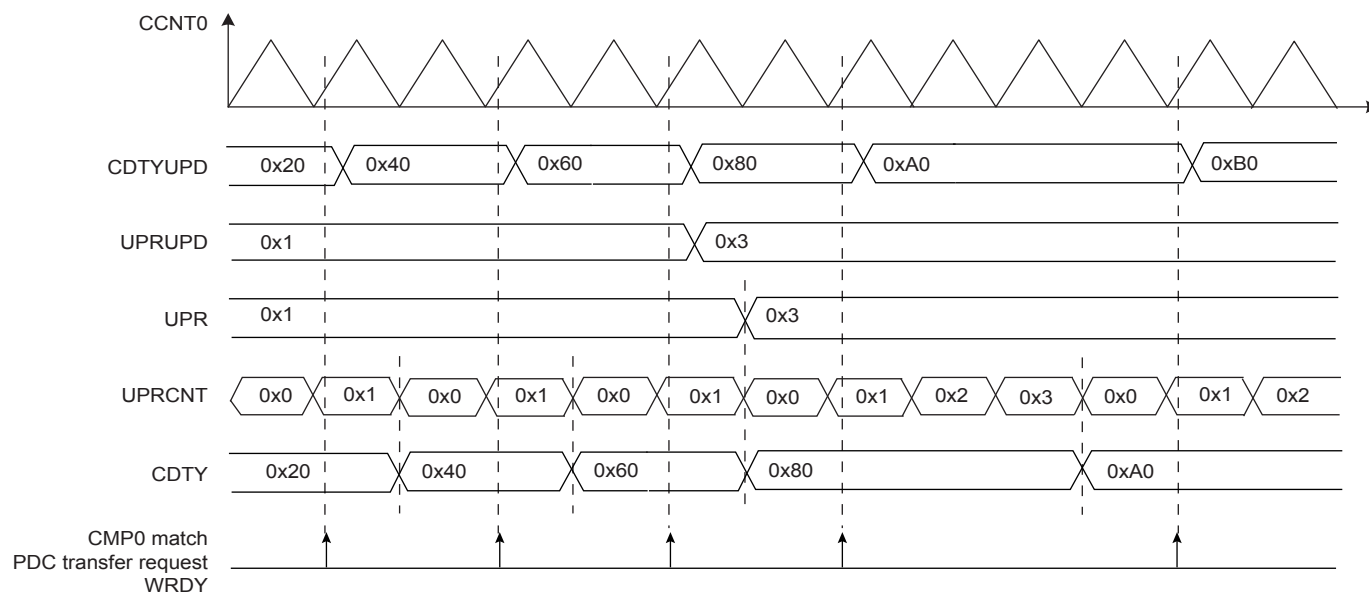 CCNT0
CDTYUPD 0x20 0x40 0x60 0x80 0xA0 0xB0
UPRUPD 0x1 0x3
UPR 0x1 0x3
UPRCNT 0x0 0x1 0x0 0x1 0x0 0x1 0x0 0x1 0x2 0x3 0x0 0x1 0x2
CDTY 0x20 0x40 0x60 0x80 0xA0
CMP0 match
PDC transfer request
WRDY